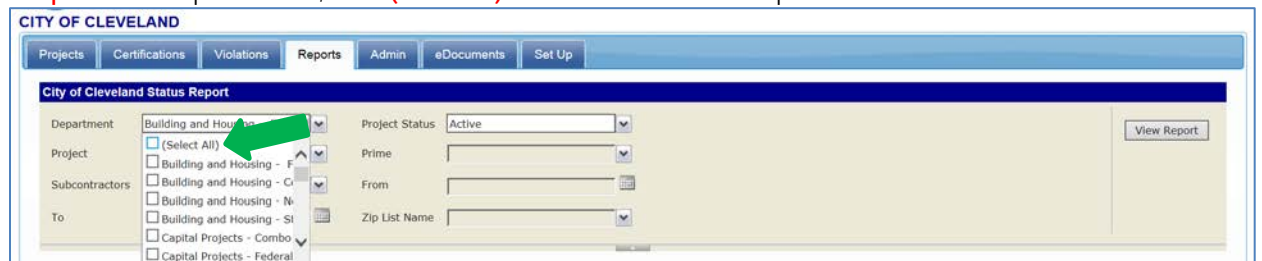 CITY OF CLEVELAND
Projects Certifications Violations Reports Admin eDocuments Set Up
City of Cleveland Status Report
Department Building and Housing - Project Status Active View Report
(Select All)
Project Prime
Building and Housing - F
Subcontractors Building and Housing - C From
Building and Housing - N
To Building and Housing - S Zip List Name
Capital Projects - Combo
Capital Projects - Federal